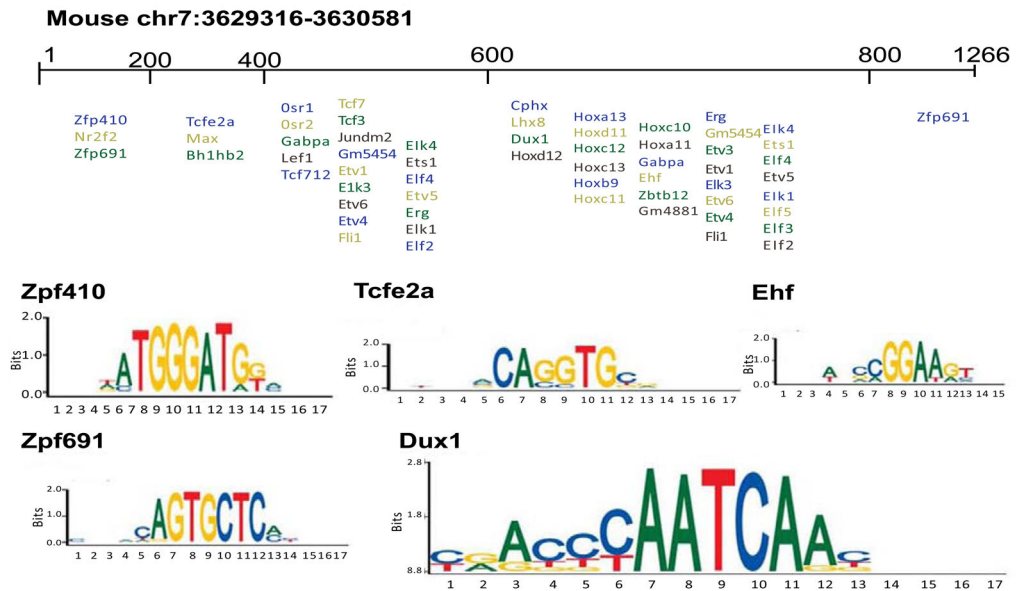 Mouse chr7:3629316-3630581
1 200 400 600 800 1266
Zfp410
Nr2f2
Zfp691
Tcfe2a
Max
Bh1hb2
0sr1
0sr2
Gabpa
Lef1
Tcf712
Tcf7
Tcf3
Jundm2
Gm5454
Etv1
E1k3
Etv6
Etv4
Fli1
Elk4
Ets1
Elf4
Etv5
Erg
Elk1
Elf2
Cphx
Lhx8
Dux1
Hoxd12
Hoxa13
Hoxd11
Hoxc12
Hoxc13
Hoxb9
Hoxc11
Hoxc10
Hoxa11
Gabpa
Ehf
Zbtb12
Gm4881
Erg
Gm5454
Etv3
Etv1
Elk3
Etv6
Etv4
Fli1
Elk4
Ets1
Elf4
Etv5
Elk1
Elf5
Elf3
Elf2
Zfp691
Zpf410
2.0
1.0
0.0
Bits
ATGGGATGG
1 2 3 4 5 6 7 8 9 10 11 12 13 14 15 16 17
Tcfe2a
2.0
1.0
0.0
Bits
CAGGTGC
1 2 3 4 5 6 7 8 9 10 11 12 13 14 15 16 17
Ehf
2.0
1.0
0.0
Bits
A CCGGAAGT
1 2 3 4 5 6 7 8 9 10 11 12 13 14 15
Zpf691
2.0
1.0
0.0
Bits
CAGTGCTCA
1 2 3 4 5 6 7 8 9 10 11 12 13 14 15 16 17
Dux1
2.8
1.8
8.8
Bits
CGACCCAATCAAC
1 2 3 4 5 6 7 8 9 10 11 12 13 14 15 16 17